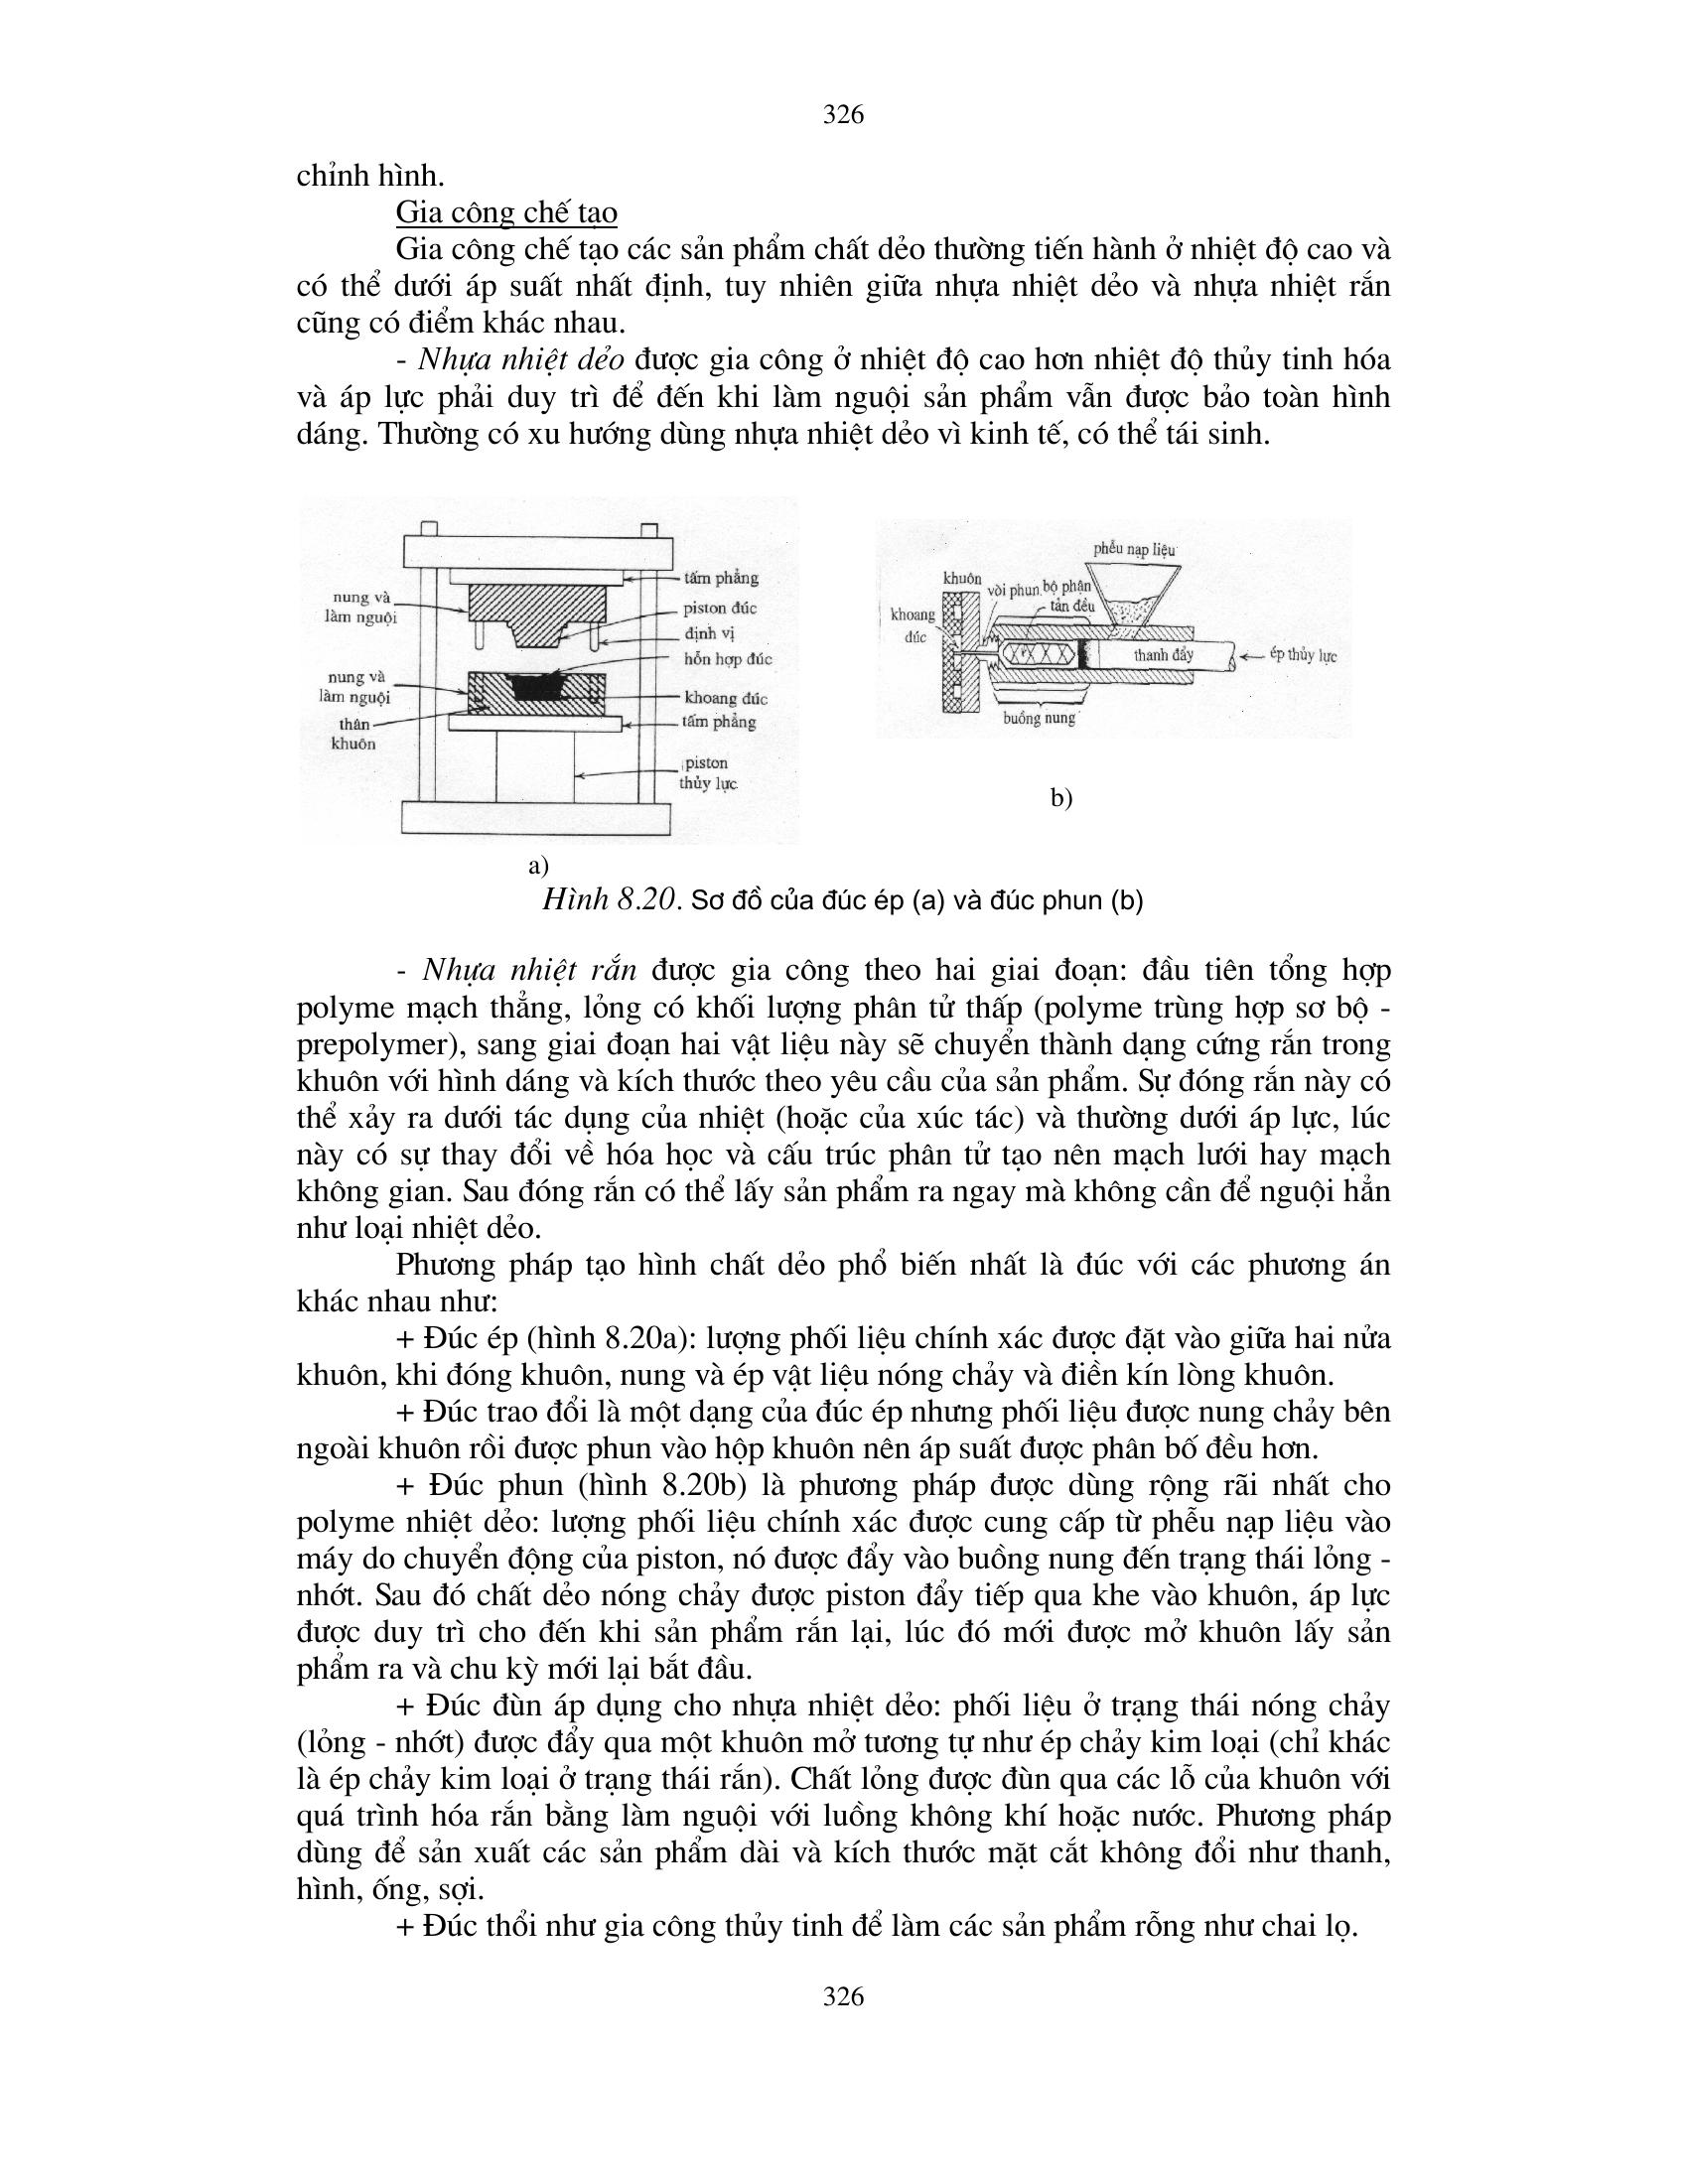 326
chỉnh hình.
Gia công chế tạo
Gia công chế tạo các sản phẩm chất dẻo thường tiến hành ở nhiệt độ cao và
có thể dưới áp suất nhất định, tuy nhiên giữa nhựa nhiệt dẻo và nhựa nhiệt rắn
cũng có điểm khác nhau.
- Nhựa nhiệt dẻo được gia công ở nhiệt độ cao hơn nhiệt độ thủy tinh hóa
và áp lực phải duy trì để đến khi làm nguội sản phẩm vẫn được bảo toàn hình
dáng. Thường có xu hướng dùng nhựa nhiệt dẻo vì kinh tế, có thể tái sinh.
nung và
làm nguội
nung và
làm nguội
thân
khuôn
tấm phẳng
piston đúc
định vị
hỗn hợp đúc
khoang đúc
tấm phẳng
piston
thủy lực
a)
phễu nạp liệu
khuôn
vòi phun
bộ phận
tản đều
khoang
đúc
thanh đẩy
ép thủy lực
buồng nung
b)
Hình 8.20. Sơ đồ của đúc ép (a) và đúc phun (b)
- Nhựa nhiệt rắn được gia công theo hai giai đoạn: đầu tiên tổng hợp
polyme mạch thẳng, lỏng có khối lượng phân tử thấp (polyme trùng hợp sơ bộ -
prepolymer), sang giai đoạn hai vật liệu này sẽ chuyển thành dạng cứng rắn trong
khuôn với hình dáng và kích thước theo yêu cầu của sản phẩm. Sự đóng rắn này có
thể xảy ra dưới tác dụng của nhiệt (hoặc của xúc tác) và thường dưới áp lực, lúc
này có sự thay đổi về hóa học và cấu trúc phân tử tạo nên mạch lưới hay mạch
không gian. Sau đóng rắn có thể lấy sản phẩm ra ngay mà không cần để nguội hẳn
như loại nhiệt dẻo.
Phương pháp tạo hình chất dẻo phổ biến nhất là đúc với các phương án
khác nhau như:
+ Đúc ép (hình 8.20a): lượng phối liệu chính xác được đặt vào giữa hai nửa
khuôn, khi đóng khuôn, nung và ép vật liệu nóng chảy và điền kín lòng khuôn.
+ Đúc trao đổi là một dạng của đúc ép nhưng phối liệu được nung chảy bên
ngoài khuôn rồi được phun vào hộp khuôn nên áp suất được phân bố đều hơn.
+ Đúc phun (hình 8.20b) là phương pháp được dùng rộng rãi nhất cho
polyme nhiệt dẻo: lượng phối liệu chính xác được cung cấp từ phễu nạp liệu vào
máy do chuyển động của piston, nó được đẩy vào buồng nung đến trạng thái lỏng -
nhớt. Sau đó chất dẻo nóng chảy được piston đẩy tiếp qua khe vào khuôn, áp lực
được duy trì cho đến khi sản phẩm rắn lại, lúc đó mới được mở khuôn lấy sản
phẩm ra và chu kỳ mới lại bắt đầu.
+ Đúc đùn áp dụng cho nhựa nhiệt dẻo: phối liệu ở trạng thái nóng chảy
(lỏng - nhớt) được đẩy qua một khuôn mở tương tự như ép chảy kim loại (chỉ khác
là ép chảy kim loại ở trạng thái rắn). Chất lỏng được đùn qua các lỗ của khuôn với
quá trình hóa rắn bằng làm nguội với luồng không khí hoặc nước. Phương pháp
dùng để sản xuất các sản phẩm dài và kích thước mặt cắt không đổi như thanh,
hình, ống, sợi.
+ Đúc thổi như gia công thủy tinh để làm các sản phẩm rỗng như chai lọ.
326